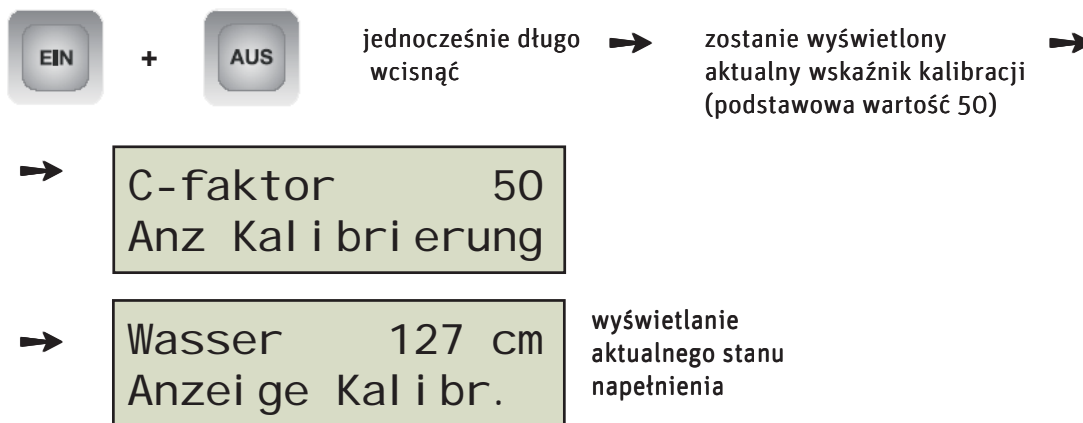 EIN + AUS
jednocześnie długo
wcisnąć
zostanie wyświetlony
aktualny wskaźnik kalibracji
(podstawowa wartość 50)
C-faktor 50
Anz Kalibrierung
Wasser 127 cm
Anzeige Kalibr.
wyświetlanie
aktualnego stanu
napełnienia